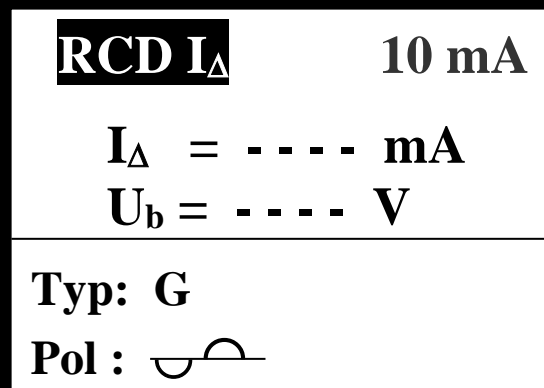 RCD IΔ 10 mA
IΔ = - - - - mA
Ub = - - - - V
Typ: G
Pol :